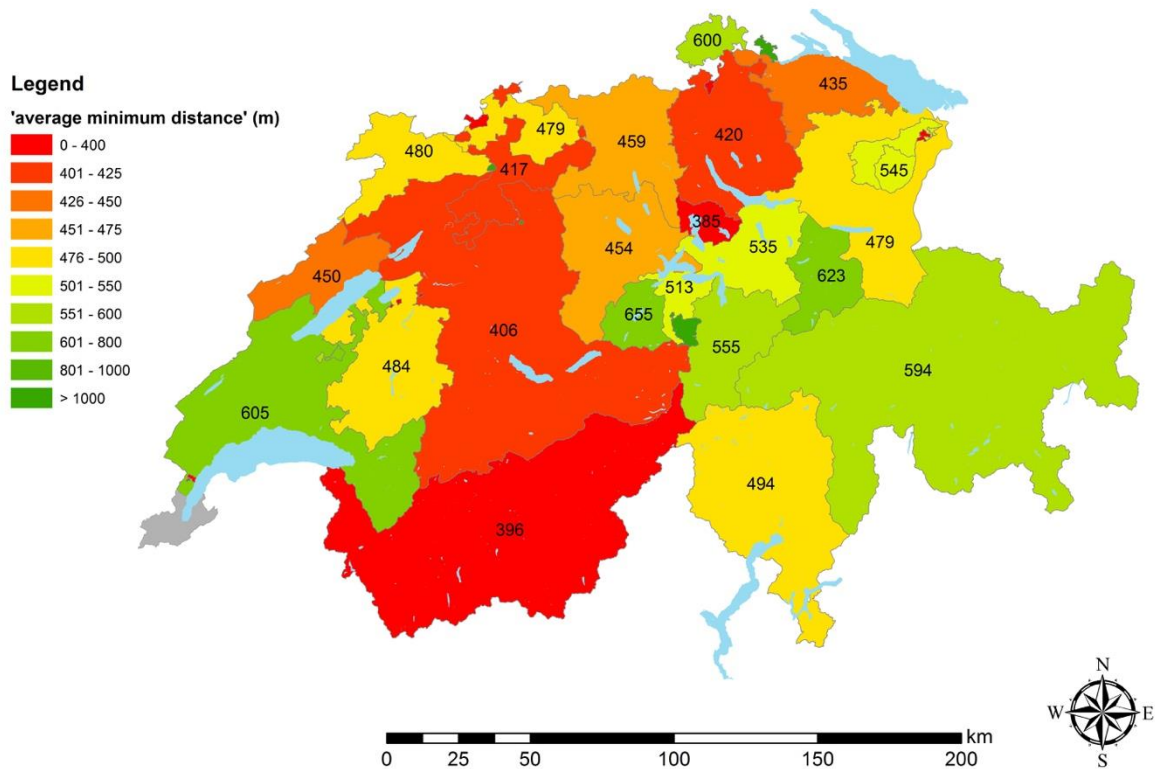 Legend
'average minimum distance' (m)
0 - 400
401 - 425
426 - 450
451 - 475
476 - 500
501 - 550
551 - 600
601 - 800
801 - 1000
> 1000
600
435
479
459
420
480
417
545
385
454
535
479
450
623
513
655
406
555
484
594
605
494
396
N
W E
S
km
0 25 50 100 150 200